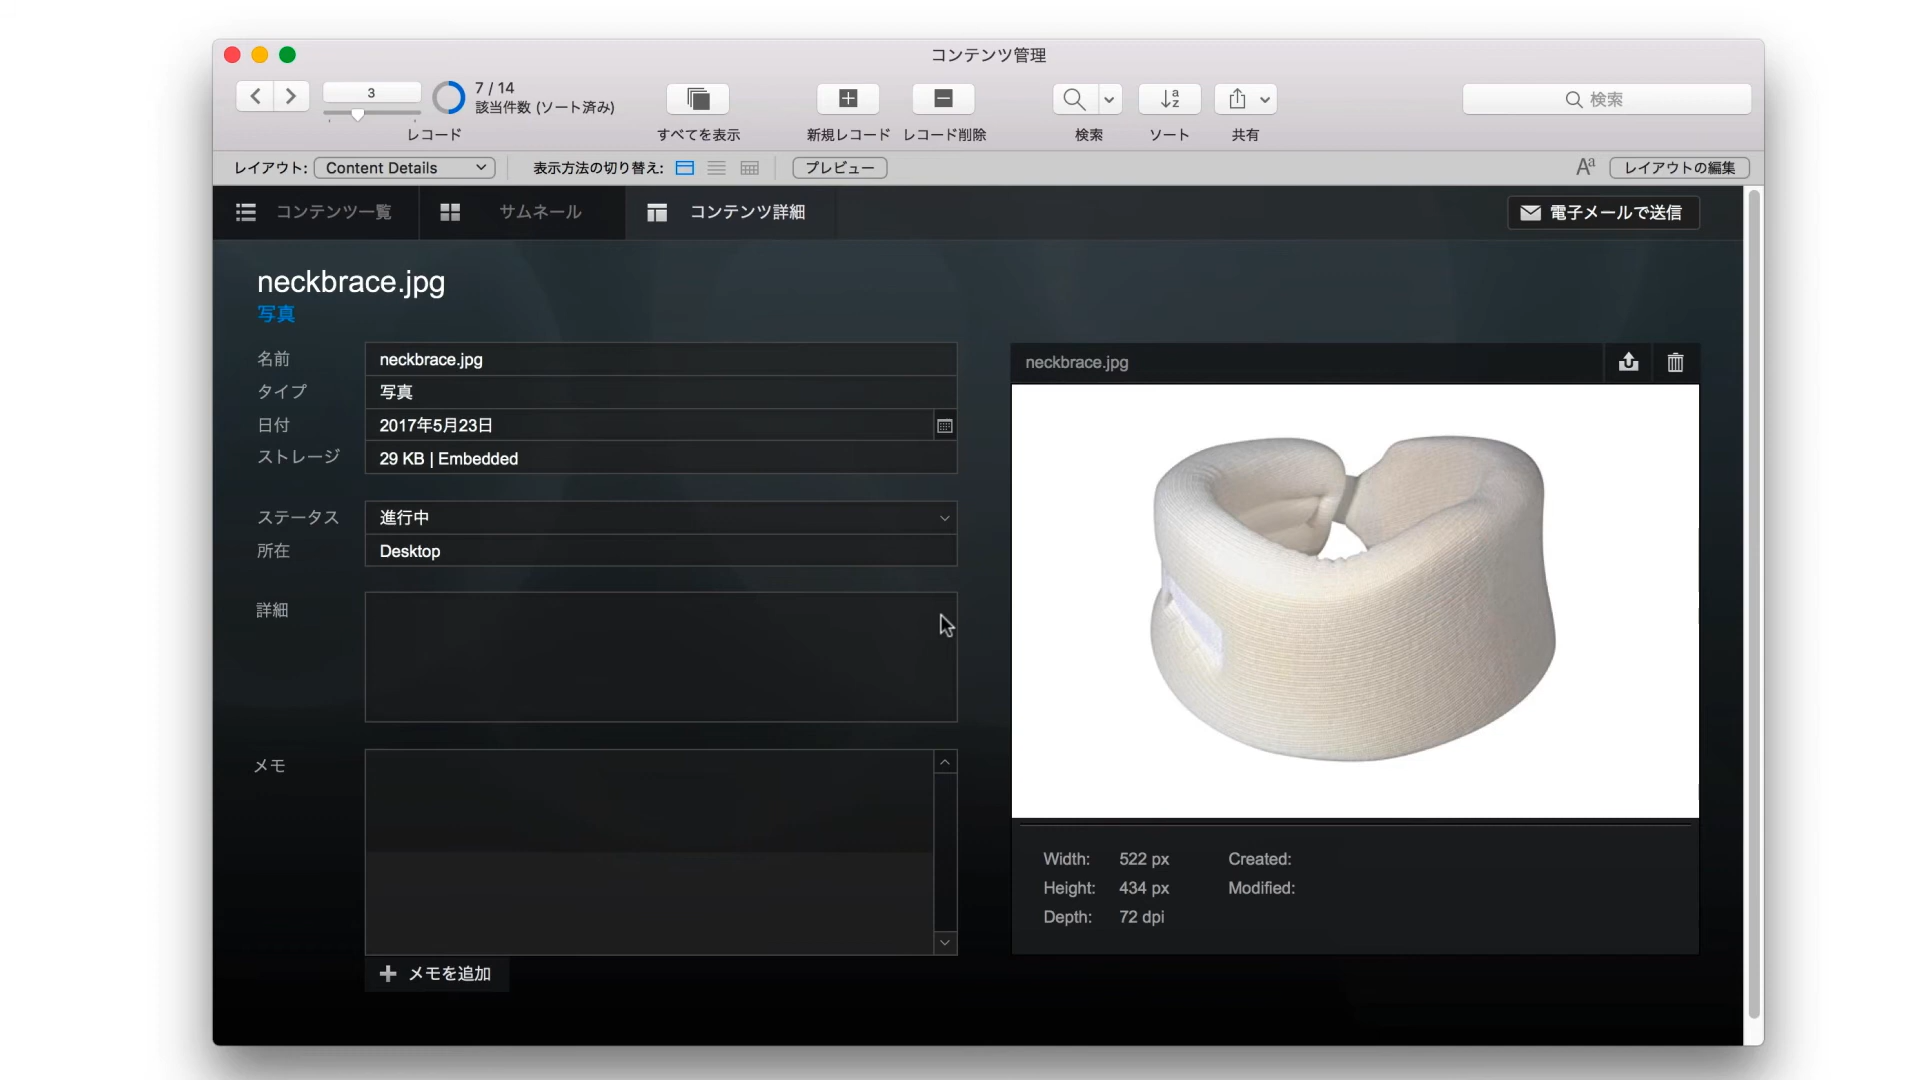 コンテンツ管理
3
7 / 14
該当件数 (ソート済み)
レコード
すべてを表示
新規レコード
レコード削除
検索
ソート
共有
検索
レイアウト: Content Details
表示方法の切り替え:
プレビュー
Aa
レイアウトの編集
コンテンツ一覧
サムネール
コンテンツ詳細
電子メールで送信
neckbrace.jpg
写真
名前 neckbrace.jpg
タイプ 写真
日付 2017年5月23日
ストレージ 29 KB | Embedded
ステータス 進行中
所在 Desktop
詳細
メモ
メモを追加
neckbrace.jpg
Width: 522 px Created:
Height: 434 px Modified:
Depth: 72 dpi